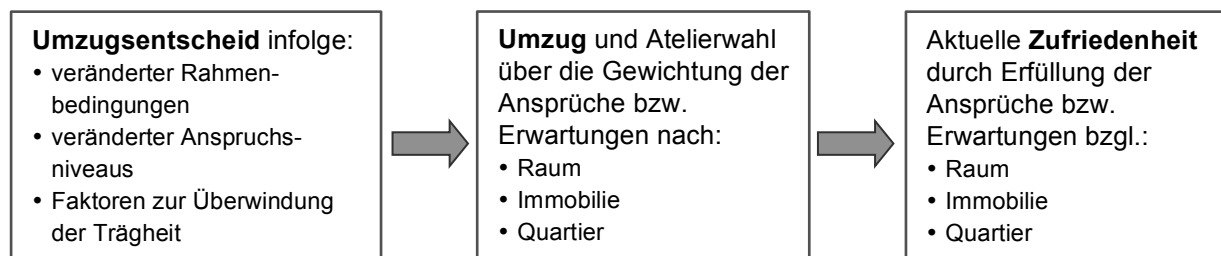 Umzugsentscheid infolge:
• veränderter Rahmen-
bedingungen
• veränderter Anspruchs-
niveaus
• Faktoren zur Überwindung
der Trägheit
Umzug und Atelierwahl
über die Gewichtung der
Ansprüche bzw.
Erwartungen nach:
• Raum
• Immobilie
• Quartier
Aktuelle Zufriedenheit
durch Erfüllung der
Ansprüche bzw.
Erwartungen bzgl.:
• Raum
• Immobilie
• Quartier